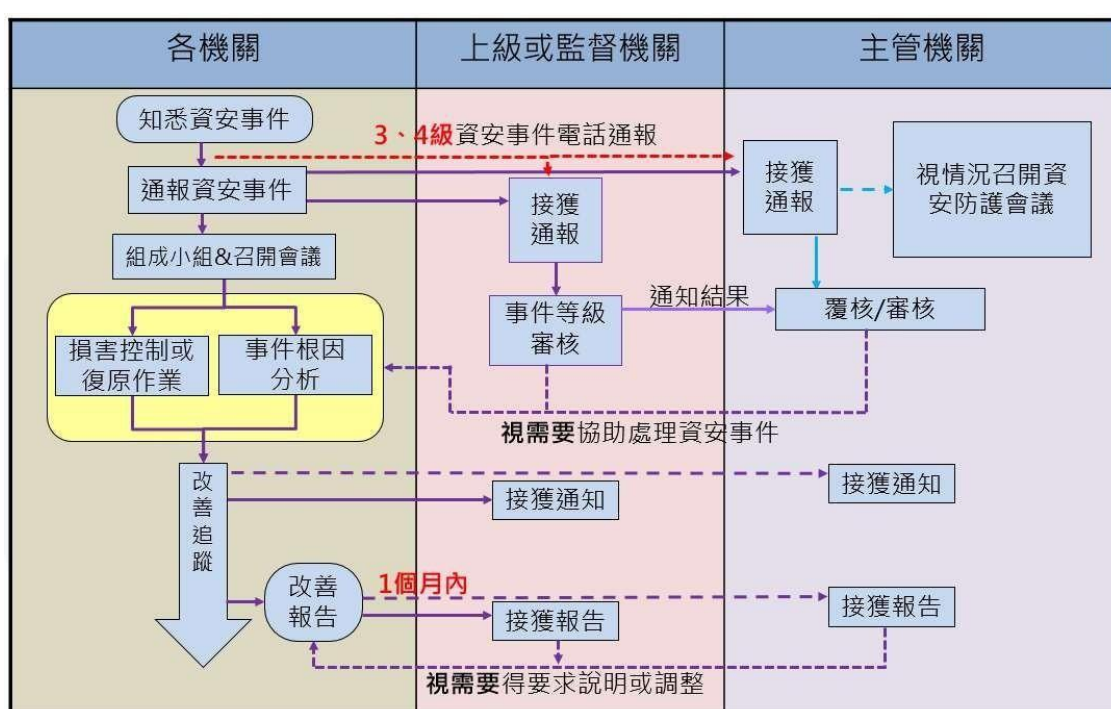 各機關
上級或監督機關
主管機關
知悉資安事件
3、4級資安事件電話通報
通報資安事件
接獲
通報
接獲
通報
視情況召開資
安防護會議
組成小組&召開會議
通知結果
事件等級
審核
覆核/審核
損害控制或
復原作業
事件根因
分析
視需要協助處理資安事件
改
善
追
蹤
接獲通知
接獲通知
改善
報告
1個月內
接獲報告
接獲報告
視需要得要求說明或調整